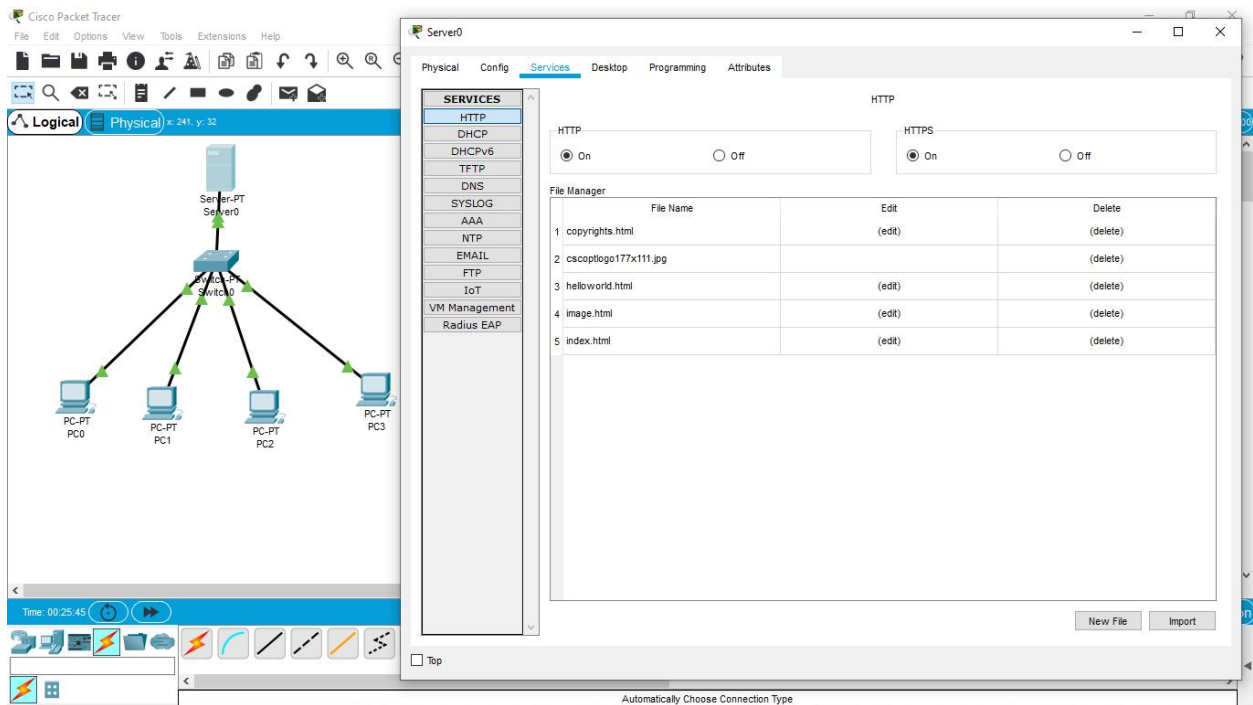 Cisco Packet Tracer
File Edit Options View Tools Extensions Help
Logical
Physical x: 241, y: 32
Server-PT
Server0
Switch-PT
Switch0
PC-PT
PC0
PC-PT
PC1
PC-PT
PC2
PC-PT
PC3
Time: 00:25:45
Server0
Physical Config Services Desktop Programming Attributes
SERVICES
HTTP
DHCP
DHCPv6
TFTP
DNS
SYSLOG
AAA
NTP
EMAIL
FTP
IoT
VM Management
Radius EAP
HTTP
HTTP
On Off
HTTPS
On Off
File Manager
File Name Edit Delete
1 copyrights.html (edit) (delete)
2 cscoptlogo177x111.jpg (delete)
3 helloworld.html (edit) (delete)
4 image.html (edit) (delete)
5 index.html (edit) (delete)
New File Import
Top
Automatically Choose Connection Type